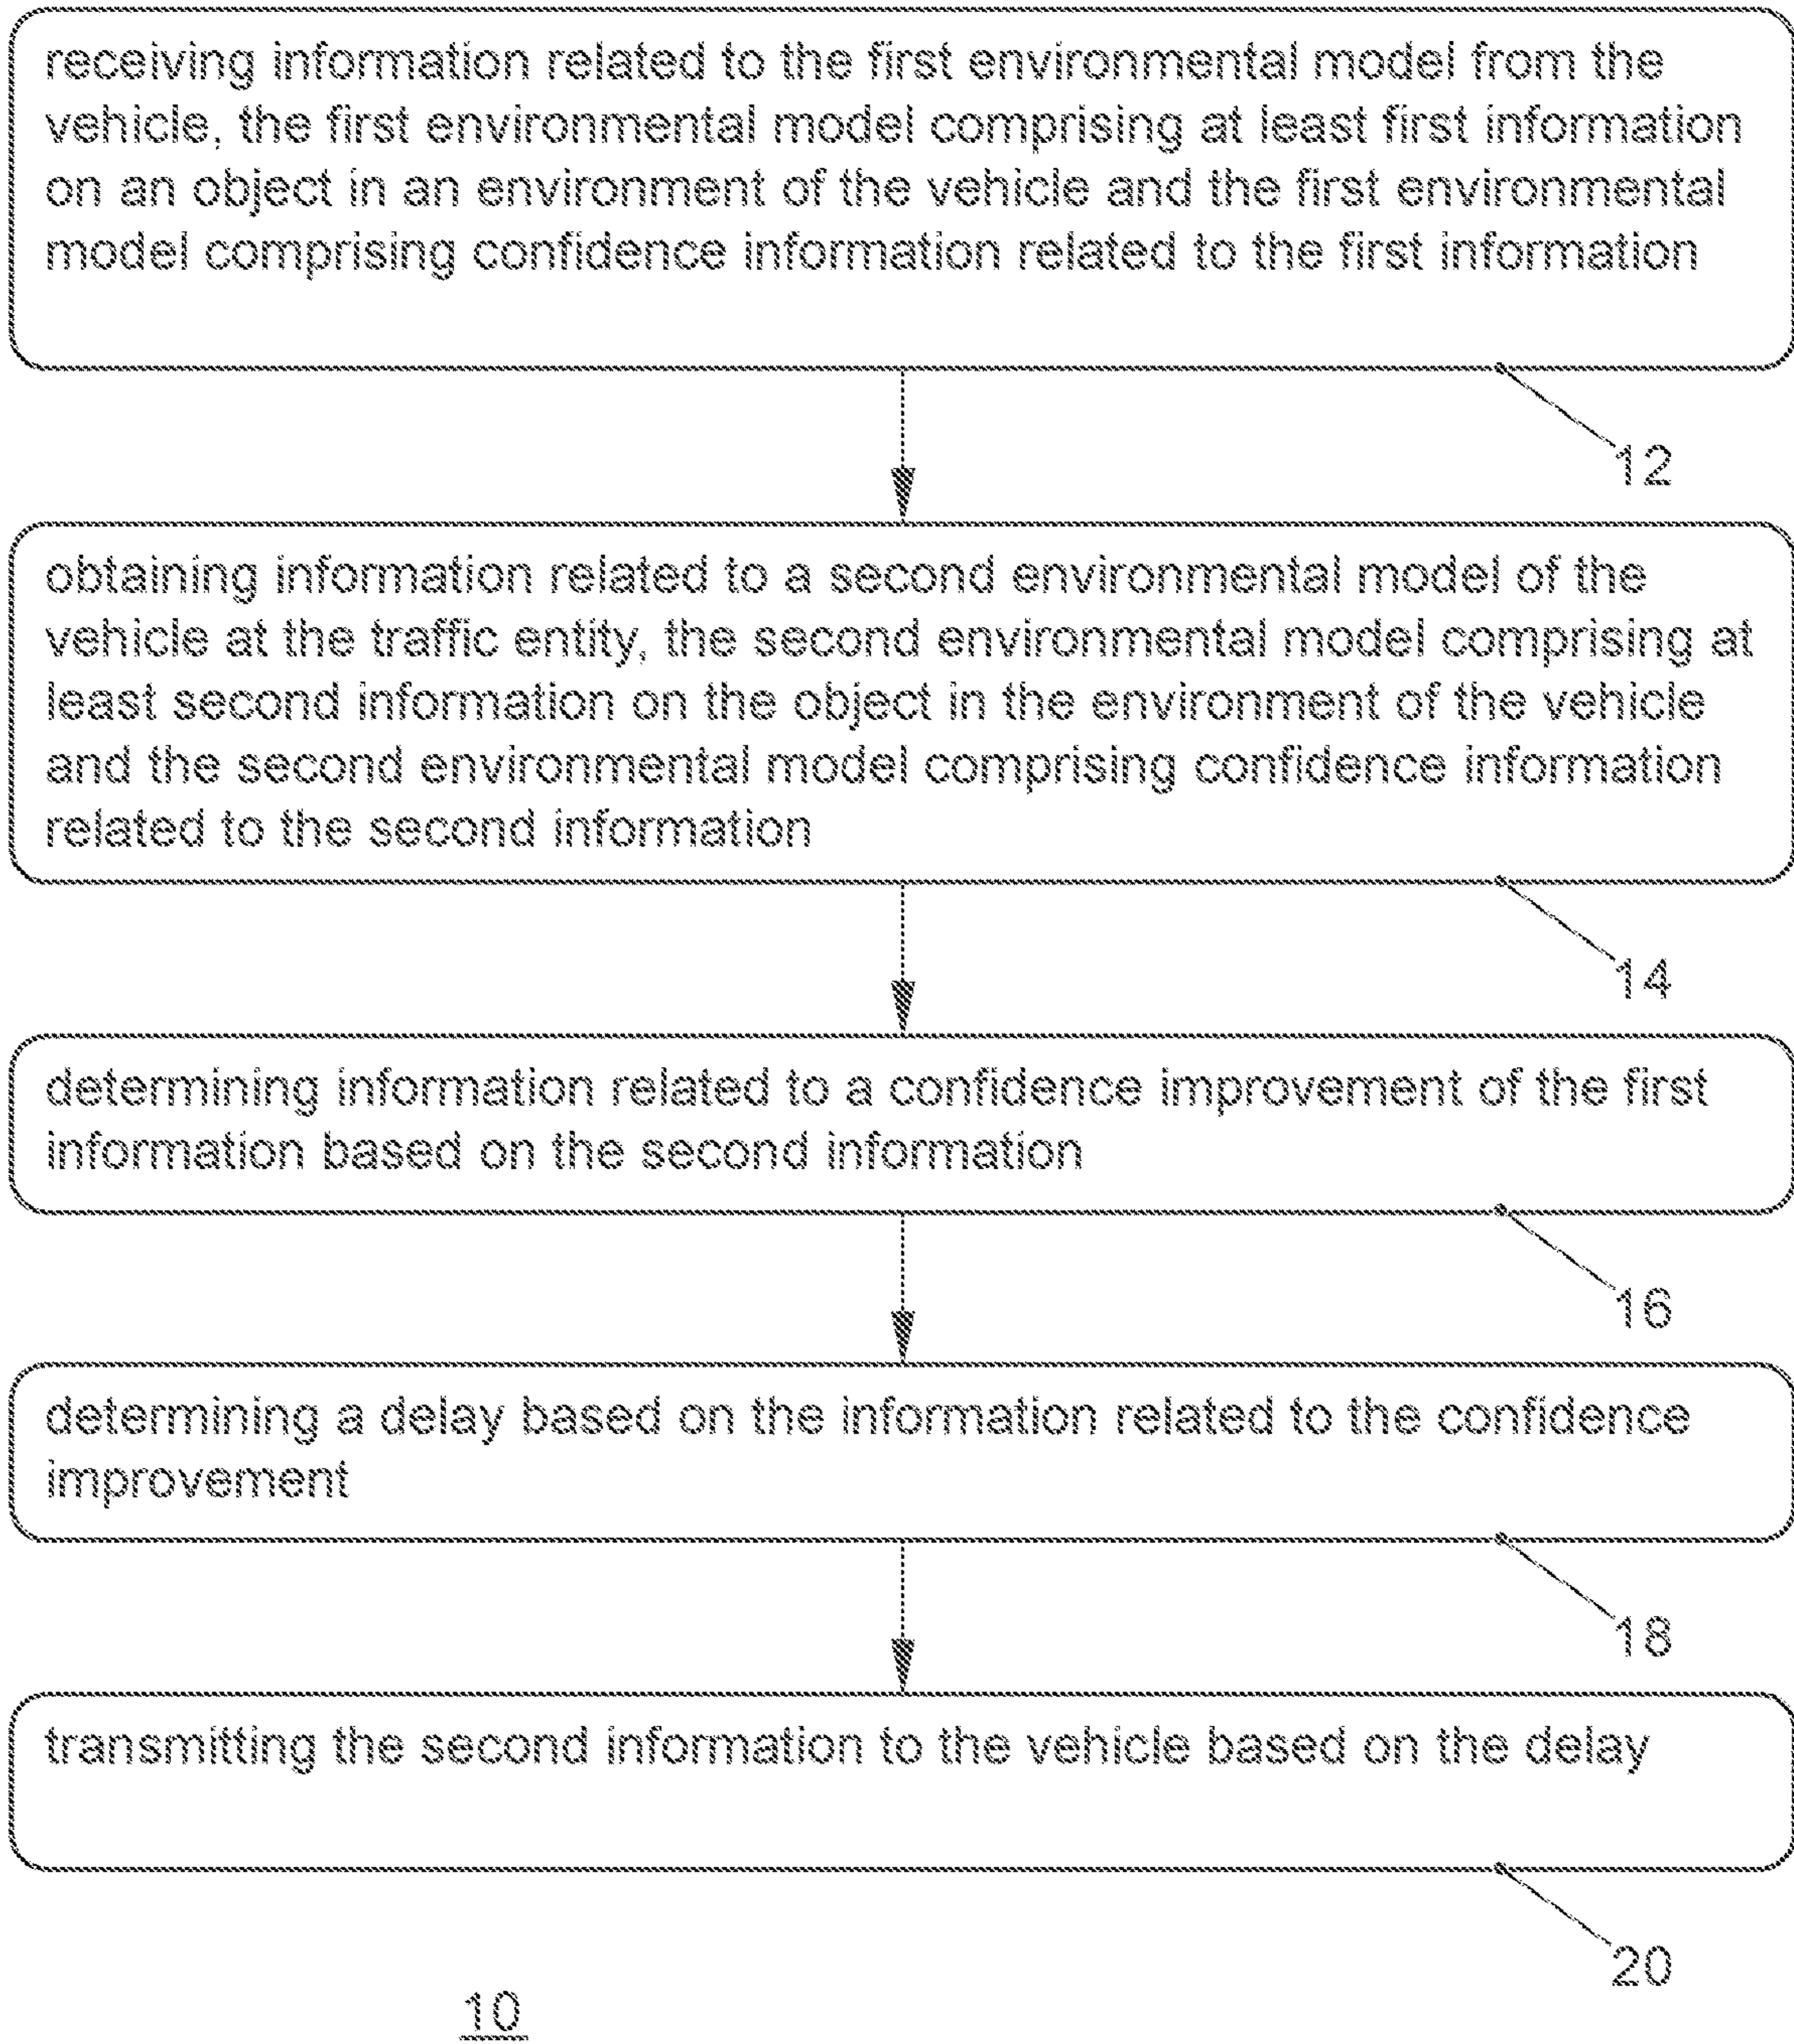 receiving information related to the first environmental model from the
vehicle, the first environmental model comprising at least first information
on an object in an environment of the vehicle and the first environmental
model comprising confidence information related to the first information
12
obtaining information related to a second environmental model of the
vehicle at the traffic entity, the second environmental model comprising at
least second information on the object in the environment of the vehicle
and the second environmental model comprising confidence information
related to the second information
14
determining information related to a confidence improvement of the first
information based on the second information
16
determining a delay based on the information related to the confidence
improvement
18
transmitting the second information to the vehicle based on the delay
20
10